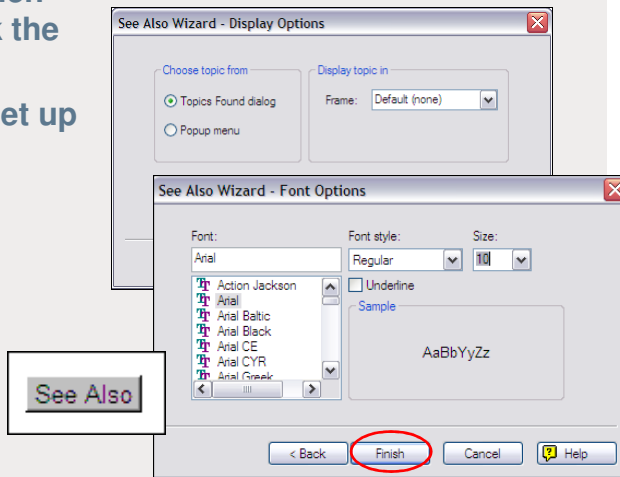 k the
et up
See Also Wizard - Display Options
Choose topic from
Display topic in
Topics Found dialog
Frame: Default (none)
Popup menu
See Also Wizard - Font Options
Font: Font style: Size:
Arial Regular 10
Action Jackson
Arial
Arial Baltic
Arial Black
Arial CE
Arial CYR
Arial Greek
Underline
Sample
AaBbYyZz
See Also
< Back Finish Cancel Help